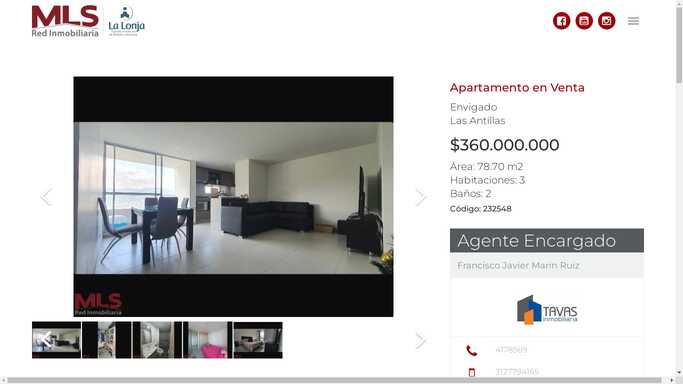 MLS
Red Inmobiliaria
La Lonja
Apartamento en Venta
Envigado
Las Antillas
$360.000.000
Área: 78.70 m2
Habitaciones: 3
Baños: 2
Código: 232548
Agente Encargado
Francisco Javier Marin Ruiz
MLS
Red Inmobiliaria
TAVAS
inmobiliaria
4178969
3127794165